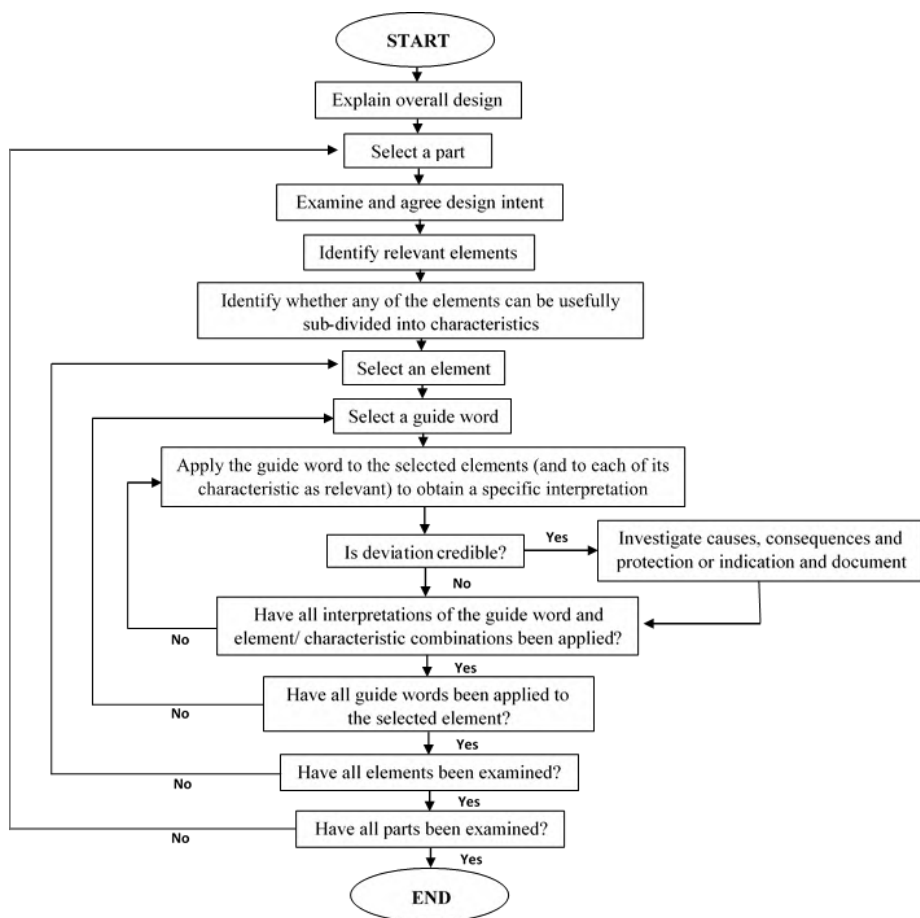 START
Explain overall design
Select a part
Examine and agree design intent
Identify relevant elements
Identify whether any of the elements can be usefully
sub-divided into characteristics
Select an element
Select a guide word
Apply the guide word to the selected elements (and to each of its
characteristic as relevant) to obtain a specific interpretation
Is deviation credible?
Yes
Investigate causes, consequences and
protection or indication and document
No
Have all interpretations of the guide word and
element/ characteristic combinations been applied?
No
Yes
Have all guide words been applied to
the selected element?
No
Yes
Have all elements been examined?
No
Yes
Have all parts been examined?
No
Yes
END